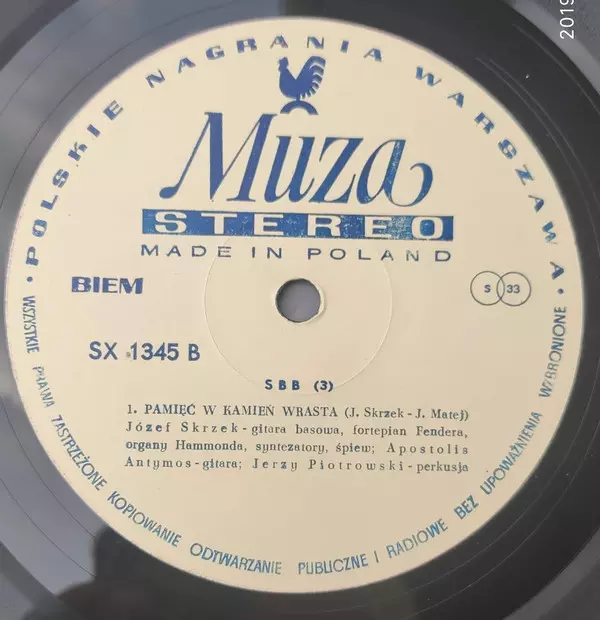 2019
POLSKIE NAGRANIA WARSZAWA
Muza
STEREO
MADE IN POLAND
BIEM
S 33
SX 1345 B
SBB (3)
1. PAMIĘĆ W KAMIEŃ WRASTA (J. Skrzek - J. Matej)
Józef Skrzek - gitara basowa, fortepian Fendera,
organy Hammonda, syntezatory, śpiew; Apostolis
Antymos - gitara; Jerzy Piotrowski - perkusja
WSZYSTKIE PRAWA ZASTRZEŻONE KOPIOWANIE ODTWARZANIE PUBLICZNE I RADIOWE BEZ UPOWAŻNIENIA WZBRONIONE